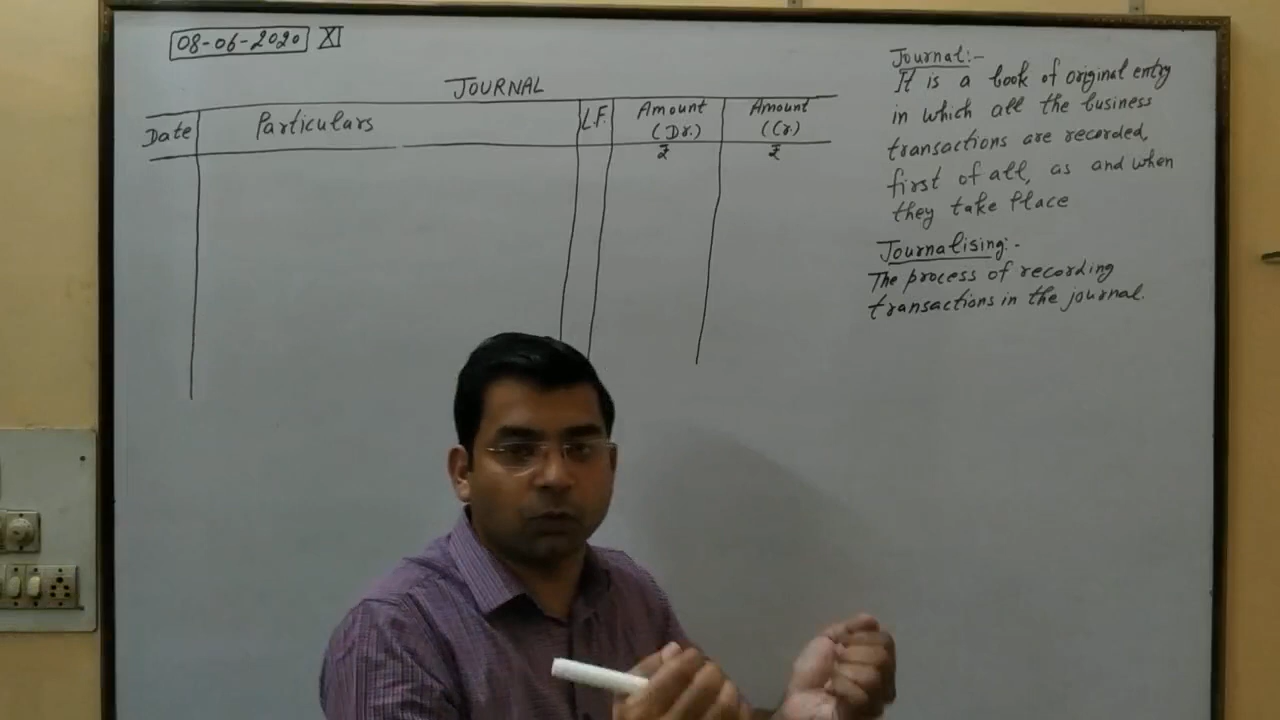 08-06-2020 XI
JOURNAL
Date Particulars L.F. Amount (Dr.) Amount (Cr.)
₹ ₹
Journal:-
It is a book of original entry
in which all the business
transactions are recorded,
first of all, as and when
they take Place
Journalising:-
The process of recording
transactions in the journal.